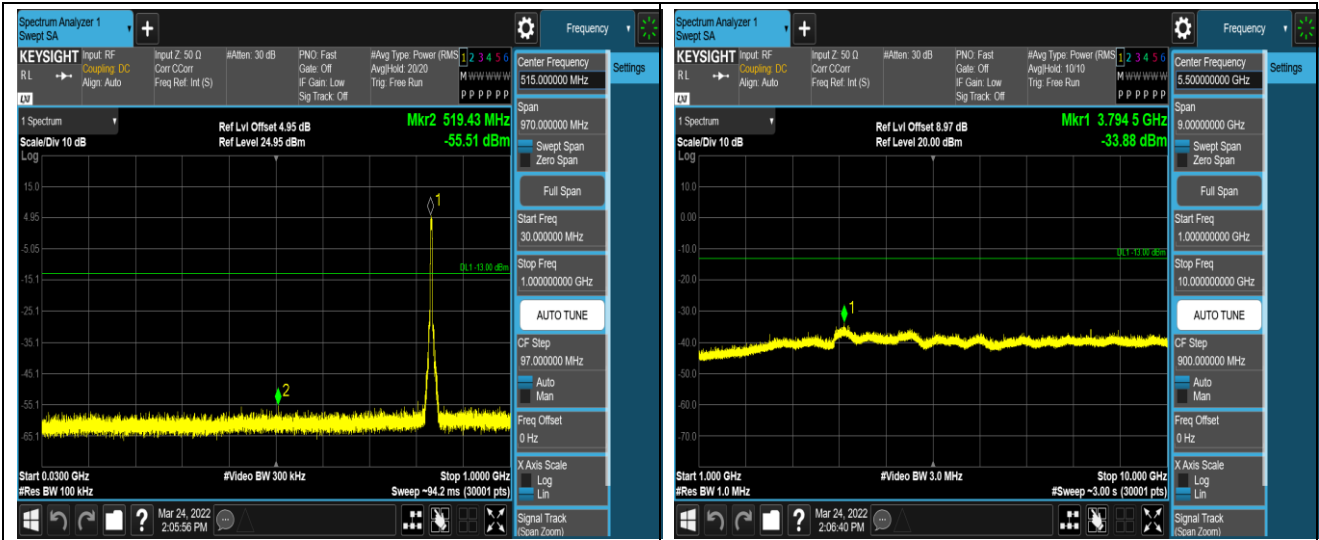 Spectrum Analyzer 1
Swept SA
+
Frequency
KEYSIGHT
RL
Input: RF
Coupling: DC
Align: Auto
Input Z: 50 Ω
Corr CCorr
Freq Ref: Int (S)
#Atten: 30 dB
PNO: Fast
Gate: Off
IF Gain: Low
Sig Track: Off
#Avg Type: Power (RMS
Avg|Hold: 20/20
Trig: Free Run
1 2 3 4 5 6
M W W W W W
P P P P P P
Center Frequency
515.000000 MHz
Settings
1 Spectrum
Scale/Div 10 dB
Log
Ref Lvl Offset 4.95 dB
Ref Level 24.95 dBm
Mkr2 519.43 MHz
-55.51 dBm
15.0
4.95
-5.05
-15.1
-25.1
-35.1
-45.1
-55.1
-65.1
1
DL1 -13.00 dBm
2
Span
970.000000 MHz
Swept Span
Zero Span
Full Span
Start Freq
30.000000 MHz
Stop Freq
1.000000000 GHz
AUTO TUNE
CF Step
97.000000 MHz
Auto
Man
Freq Offset
0 Hz
X Axis Scale
Log
Lin
Signal Track
(Span Zoom)
Start 0.0300 GHz
#Res BW 100 kHz
#Video BW 300 kHz
Stop 1.0000 GHz
Sweep ~94.2 ms (30001 pts)
?
Mar 24, 2022
2:05:56 PM
Spectrum Analyzer 1
Swept SA
+
Frequency
KEYSIGHT
RL
Input: RF
Coupling: DC
Align: Auto
Input Z: 50 Ω
Corr CCorr
Freq Ref: Int (S)
#Atten: 30 dB
PNO: Fast
Gate: Off
IF Gain: Low
Sig Track: Off
#Avg Type: Power (RMS
Avg|Hold: 10/10
Trig: Free Run
1 2 3 4 5 6
M W W W W W
P P P P P P
Center Frequency
5.500000000 GHz
Settings
1 Spectrum
Scale/Div 10 dB
Log
Ref Lvl Offset 8.97 dB
Ref Level 20.00 dBm
Mkr1 3.794 5 GHz
-33.88 dBm
10.0
0.00
-10.0
-20.0
-30.0
-40.0
-50.0
-60.0
-70.0
DL1 -13.00 dBm
1
Span
9.00000000 GHz
Swept Span
Zero Span
Full Span
Start Freq
1.000000000 GHz
Stop Freq
10.000000000 GHz
AUTO TUNE
CF Step
900.000000 MHz
Auto
Man
Freq Offset
0 Hz
X Axis Scale
Log
Lin
Signal Track
(Span Zoom)
Start 1.000 GHz
#Res BW 1.0 MHz
#Video BW 3.0 MHz
Stop 10.000 GHz
#Sweep ~3.00 s (30001 pts)
?
Mar 24, 2022
2:06:40 PM